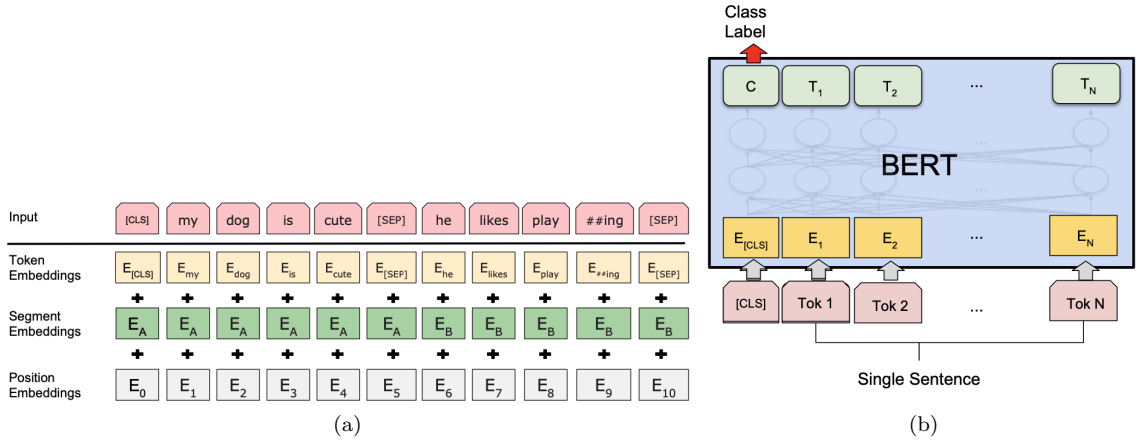 Input [CLS] my dog is cute [SEP] he likes play ##ing [SEP]
Token Embeddings E[CLS] Emy Edog Eis Ecute E[SEP] Ehe Elikes Eplay E##ing E[SEP]
+ + + + + + + + + + +
Segment Embeddings EA EA EA EA EA EA EB EB EB EB EB
+ + + + + + + + + + +
Position Embeddings E0 E1 E2 E3 E4 E5 E6 E7 E8 E9 E10
(a)
Class
Label
C T1 T2 ... TN
...
BERT
...
E[CLS] E1 E2 ... EN
[CLS] Tok 1 Tok 2 ... Tok N
Single Sentence
(b)